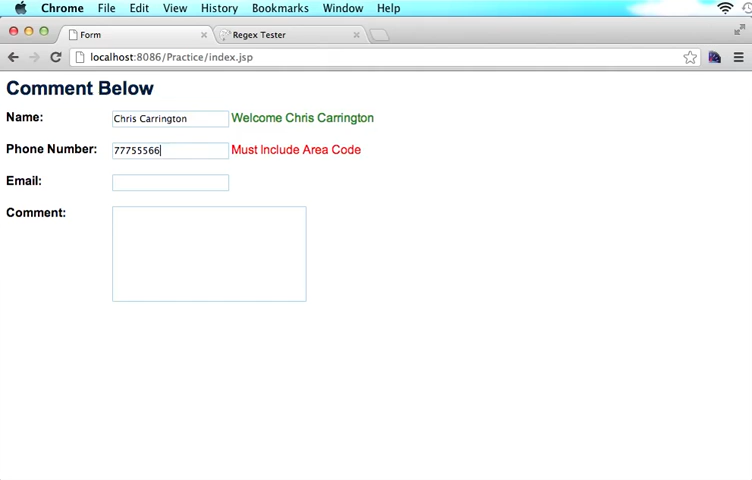 Chrome File Edit View History Bookmarks Window Help
Form Regex Tester
localhost:8086/Practice/index.jsp
Comment Below
Name: Chris Carrington Welcome Chris Carrington
Phone Number: 77755566 Must Include Area Code
Email:
Comment: